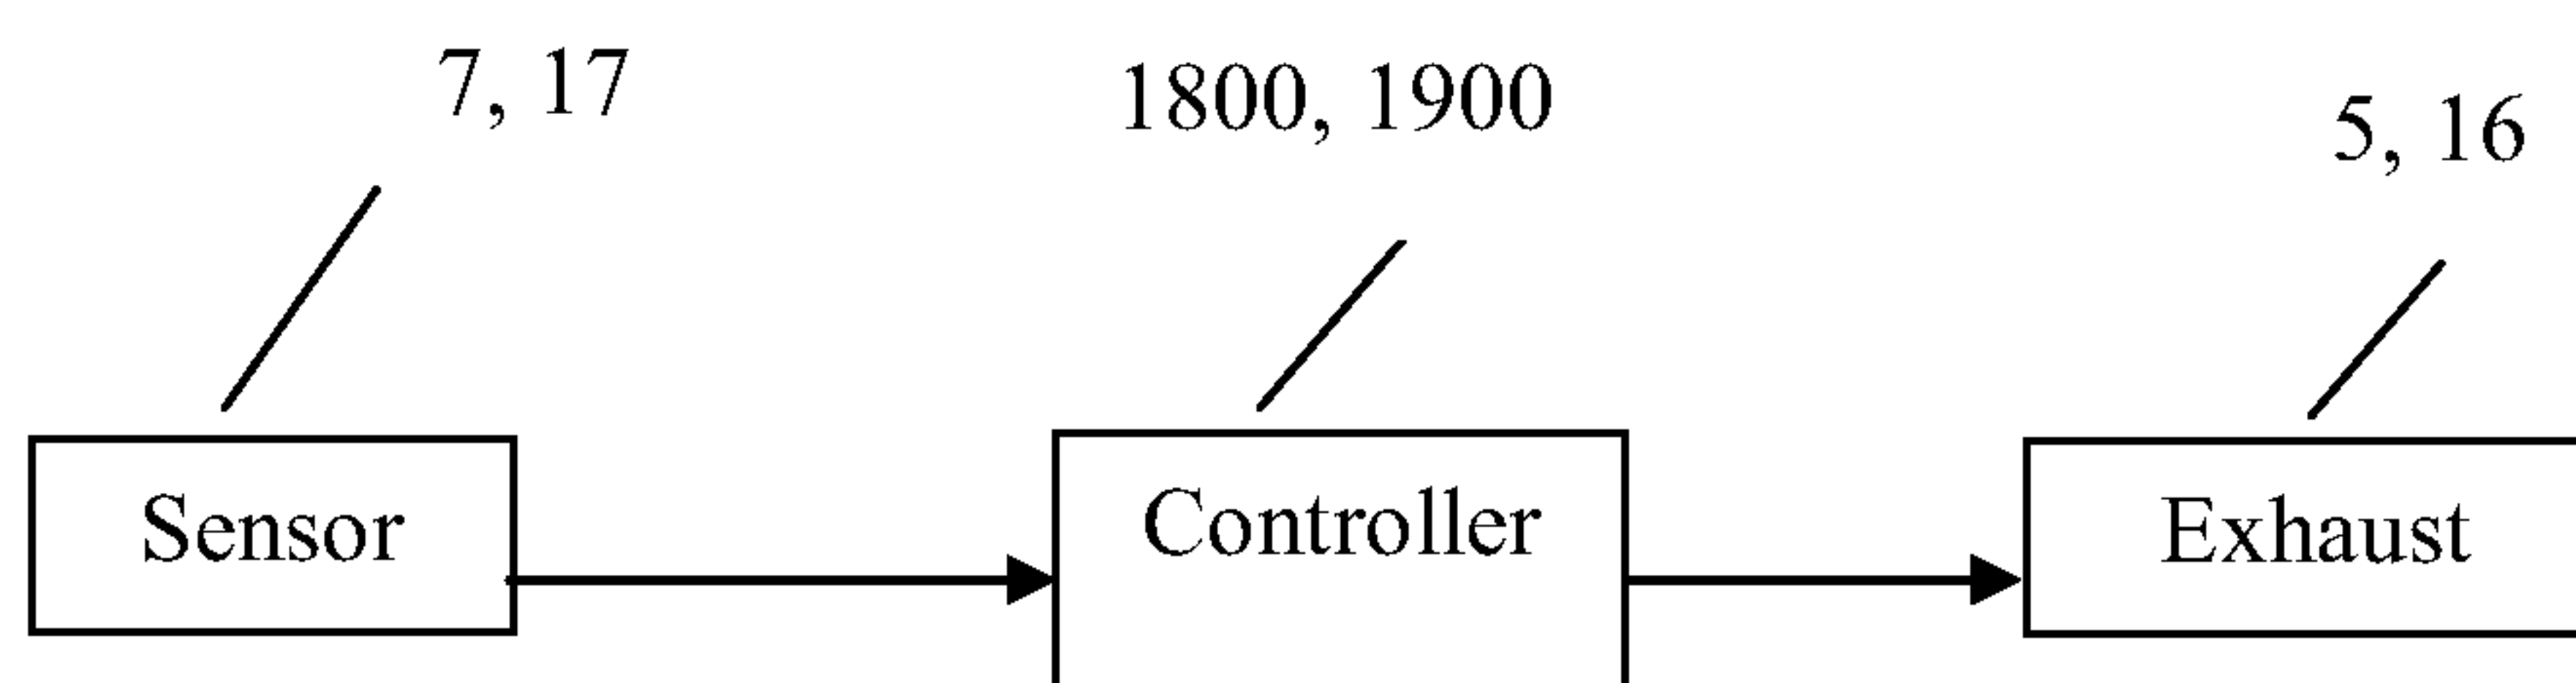 7, 17
1800, 1900
5, 16
Sensor
Controller
Exhaust